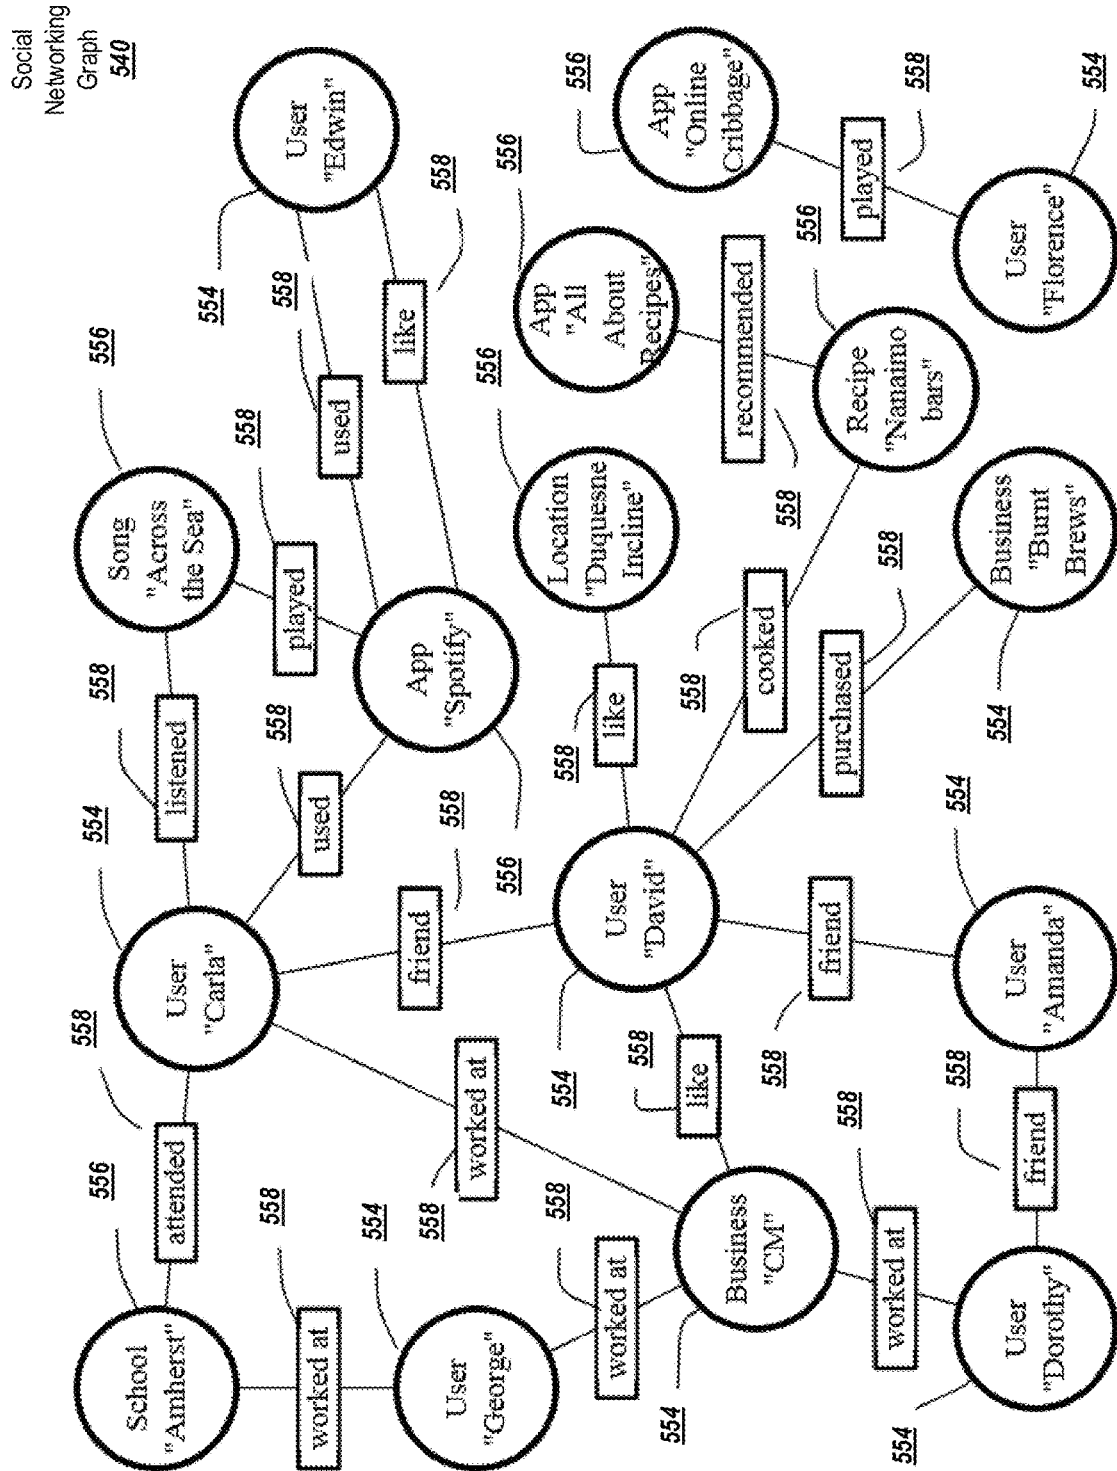 Social
Networking
Graph
540
556
558
554
558
556
School
"Amherst"
attended
User
"Carla"
listened
Song
"Across
the Sea"
554
558
558
558
558
worked at
used
played
used
User
"Edwin"
554
558
558
558
User
"George"
friend
App
"Spotify"
like
worked at
556
556
556
558
554
558
556
worked at
like
Location
"Duquesne
Incline"
App
"All
About
Recipes"
App
"Online
Cribbage"
User
"David"
558
554
558
like
Business
"CM"
cooked
recommended
558
558
556
friend
purchased
Recipe
"Nanaimo
bars"
played
558
558
558
worked at
554
558
554
554
User
"Dorothy"
friend
User
"Amanda"
Business
"Burnt
Brews"
User
"Florence"
554